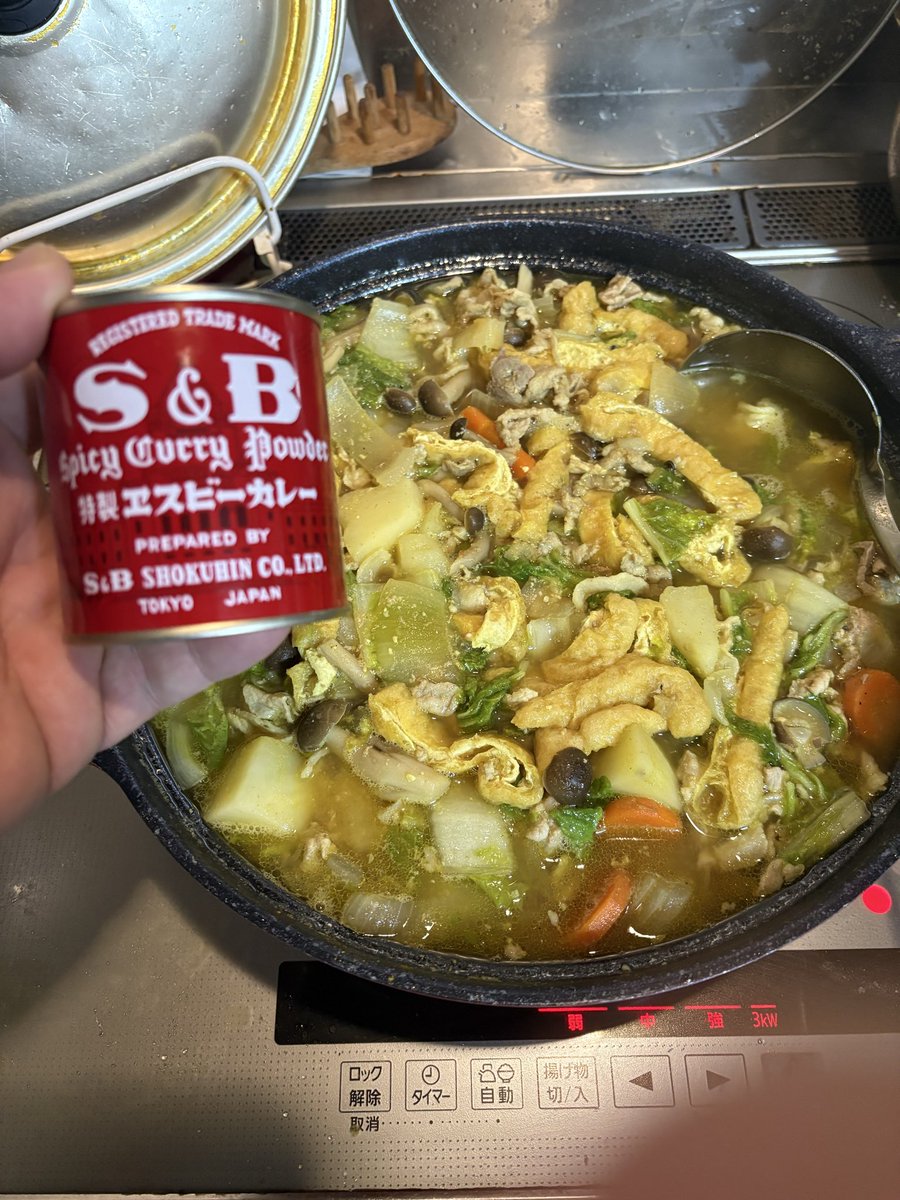 REGISTERED TRADE MARK
S&B
Spicy Curry Powder
特製ヱスビーカレー
PREPARED BY
S&B SHOKUHIN CO., LTD.
TOKYO JAPAN
弱 中 強 3kW
ロック解除
タイマー
自動
揚げ物
切/入
取消